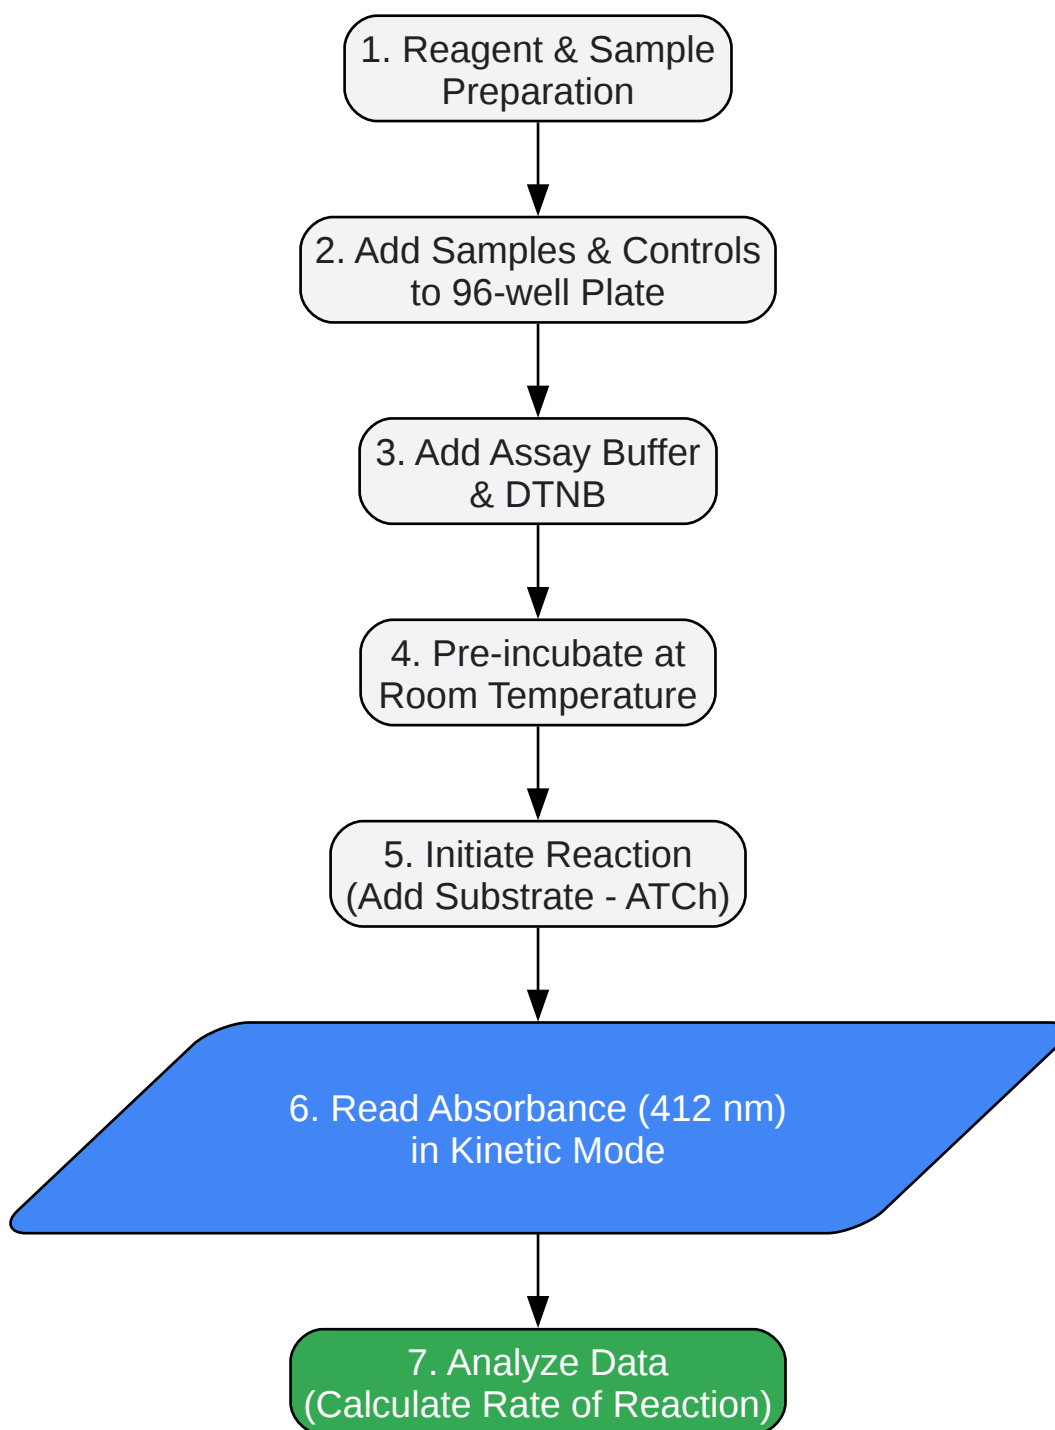 1. Reagent & Sample
Preparation
2. Add Samples & Controls
to 96-well Plate
3. Add Assay Buffer
& DTNB
4. Pre-incubate at
Room Temperature
5. Initiate Reaction
(Add Substrate - ATCh)
6. Read Absorbance (412 nm)
in Kinetic Mode
7. Analyze Data
(Calculate Rate of Reaction)